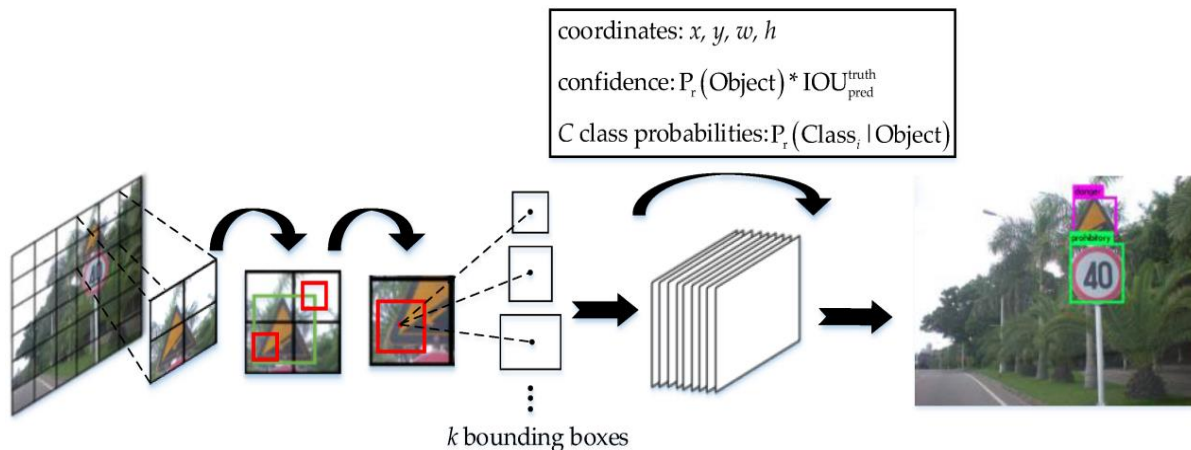 coordinates: x, y, w, h
confidence: Pr(Object) * IOU^truth_pred
C class probabilities: Pr(Class_i | Object)
40
k bounding boxes
danger
prohibitory
40